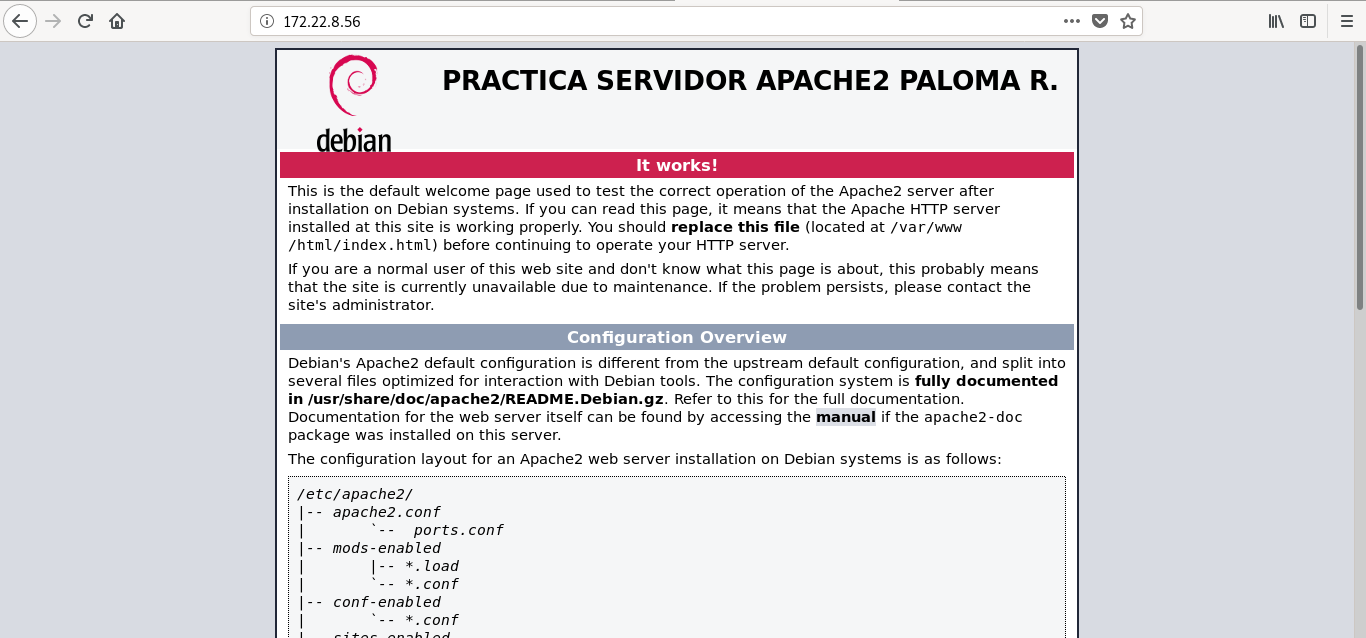 172.22.8.56
debian
PRACTICA SERVIDOR APACHE2 PALOMA R.
It works!
This is the default welcome page used to test the correct operation of the Apache2 server after
installation on Debian systems. If you can read this page, it means that the Apache HTTP server
installed at this site is working properly. You should replace this file (located at /var/www
/html/index.html) before continuing to operate your HTTP server.
If you are a normal user of this web site and don't know what this page is about, this probably means
that the site is currently unavailable due to maintenance. If the problem persists, please contact the
site's administrator.
Configuration Overview
Debian's Apache2 default configuration is different from the upstream default configuration, and split into
several files optimized for interaction with Debian tools. The configuration system is fully documented
in /usr/share/doc/apache2/README.Debian.gz. Refer to this for the full documentation.
Documentation for the web server itself can be found by accessing the manual if the apache2-doc
package was installed on this server.
The configuration layout for an Apache2 web server installation on Debian systems is as follows:
/etc/apache2/
|-- apache2.conf
|       `--  ports.conf
|-- mods-enabled
|       |-- *.load
|       `-- *.conf
|-- conf-enabled
|       `-- *.conf
|-- sites-enabled